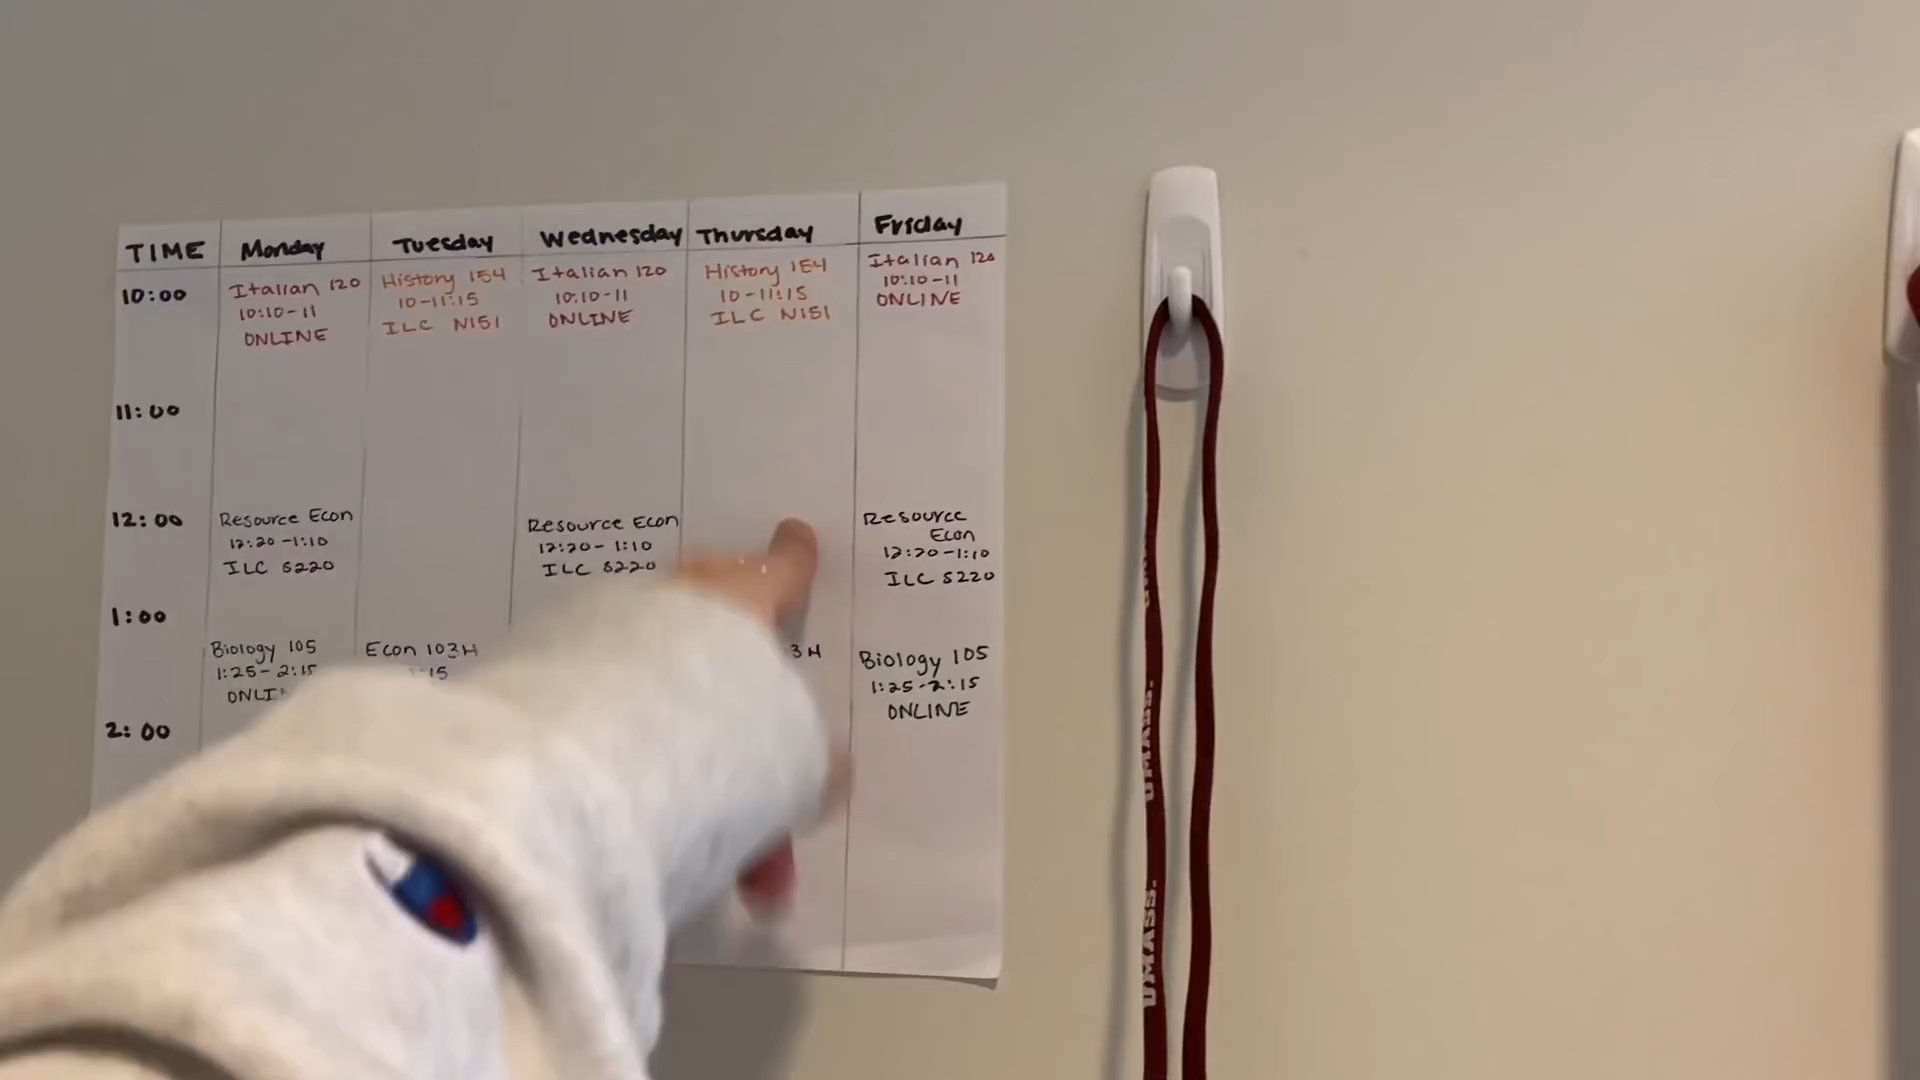 TIME
Monday
Tuesday
Wednesday
Thursday
Friday
10:00
Italian 120
10:10-11
ONLINE
History 154
10-11:15
ILC N151
Italian 120
10:10-11
ONLINE
History 154
10-11:15
ILC N151
Italian 120
10:10-11
ONLINE
11:00
12:00
Resource Econ
12:20-1:10
ILC S220
Resource Econ
12:20-1:10
ILC S220
Resource
Econ
12:20-1:10
ILC S220
1:00
Biology 105
1:25-2:15
ONLI
Econ 103H
15
3H
Biology 105
1:25-2:15
ONLINE
2:00
UMASS.
UMASS.